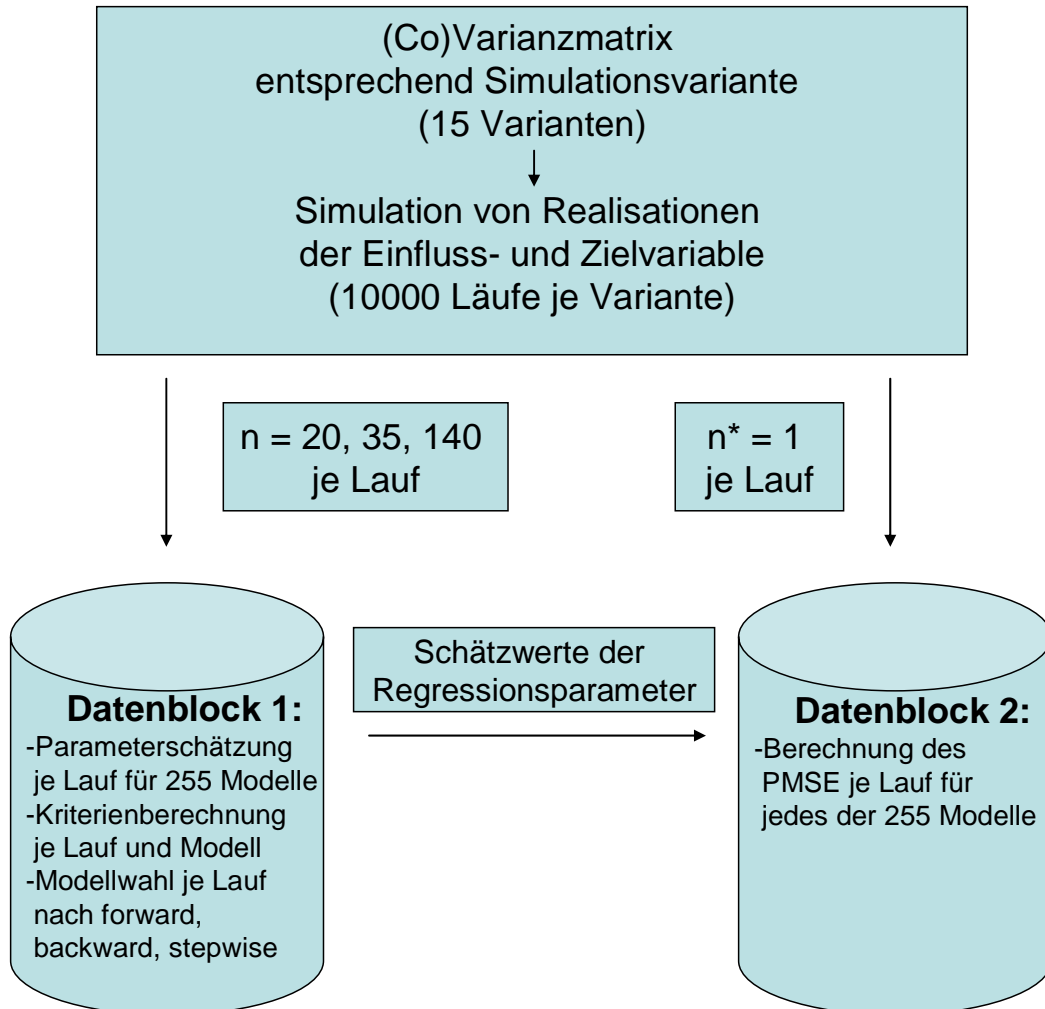 (Co)Varianzmatrix
entsprechend Simulationsvariante
(15 Varianten)
Simulation von Realisationen
der Einfluss- und Zielvariable
(10000 Läufe je Variante)
n = 20, 35, 140
je Lauf
n* = 1
je Lauf
Schätzwerte der
Regressionsparameter
Datenblock 1:
-Parameterschätzung
je Lauf für 255 Modelle
-Kriterienberechnung
je Lauf und Modell
-Modellwahl je Lauf
nach forward,
backward, stepwise
Datenblock 2:
-Berechnung des
PMSE je Lauf für
jedes der 255 Modelle